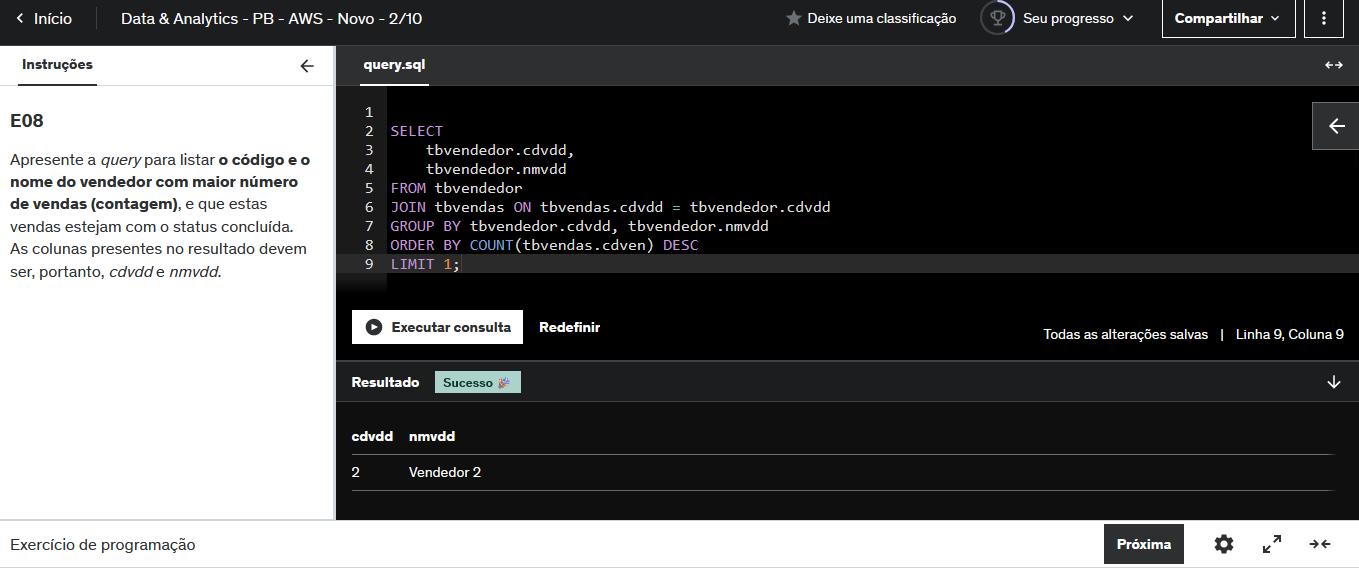 Início
Data & Analytics - PB - AWS - Novo - 2/10
Deixe uma classificação
Seu progresso
Compartilhar
Instruções
E08
Apresente a query para listar o código e o
nome do vendedor com maior número
de vendas (contagem), e que estas
vendas estejam com o status concluída.
As colunas presentes no resultado devem
ser, portanto, cdvdd e nmvdd.
query.sql
1
2 SELECT
3 tbvendedor.cdvdd,
4 tbvendedor.nmvdd
5 FROM tbvendedor
6 JOIN tbvendas ON tbvendas.cdvdd = tbvendedor.cdvdd
7 GROUP BY tbvendedor.cdvdd, tbvendedor.nmvdd
8 ORDER BY COUNT(tbvendas.cdven) DESC
9 LIMIT 1;
Executar consulta
Redefinir
Todas as alterações salvas | Linha 9, Coluna 9
Resultado
Sucesso 🎉
cdvdd nmvdd
2 Vendedor 2
Exercício de programação
Próxima